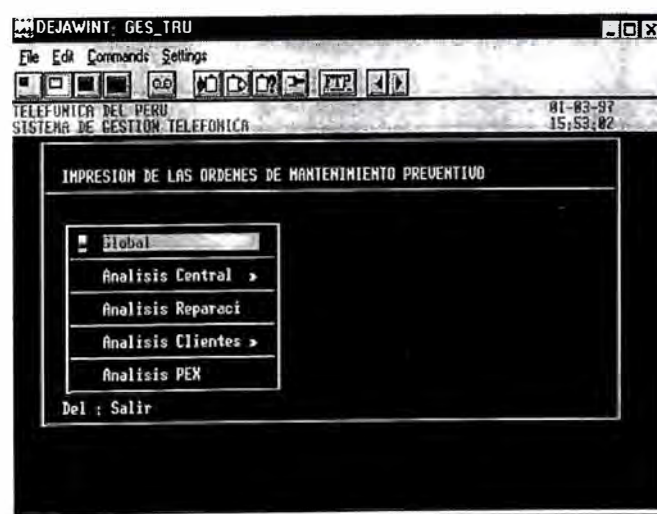 DEJAWINT: GES_TRU
File Edit Commands Settings
FTP
TELEFONICA DEL PERU 01-03-97
SISTEMA DE GESTION TELEFONICA 15:53:02
IMPRESION DE LAS ORDENES DE MANTENIMIENTO PREVENTIVO
Global
Analisis Central >
Analisis Reparaci
Analisis Clientes >
Analisis PEX
Del : Salir